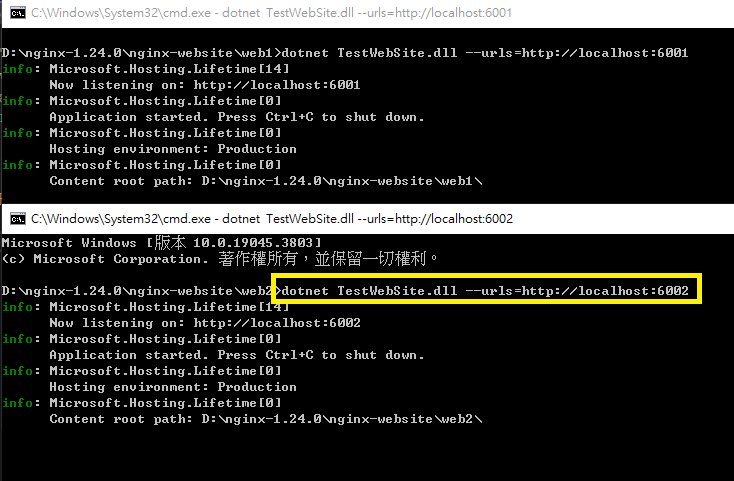 C:\Windows\System32\cmd.exe - dotnet  TestWebSite.dll --urls=http://localhost:6001
D:\nginx-1.24.0\nginx-website\web1>dotnet TestWebSite.dll --urls=http://localhost:6001
info: Microsoft.Hosting.Lifetime[14]
      Now listening on: http://localhost:6001
info: Microsoft.Hosting.Lifetime[0]
      Application started. Press Ctrl+C to shut down.
info: Microsoft.Hosting.Lifetime[0]
      Hosting environment: Production
info: Microsoft.Hosting.Lifetime[0]
      Content root path: D:\nginx-1.24.0\nginx-website\web1\
C:\Windows\System32\cmd.exe - dotnet  TestWebSite.dll --urls=http://localhost:6002
Microsoft Windows [版本 10.0.19045.3803]
(c) Microsoft Corporation. 著作權所有，並保留一切權利。
D:\nginx-1.24.0\nginx-website\web2>dotnet TestWebSite.dll --urls=http://localhost:6002
info: Microsoft.Hosting.Lifetime[14]
      Now listening on: http://localhost:6002
info: Microsoft.Hosting.Lifetime[0]
      Application started. Press Ctrl+C to shut down.
info: Microsoft.Hosting.Lifetime[0]
      Hosting environment: Production
info: Microsoft.Hosting.Lifetime[0]
      Content root path: D:\nginx-1.24.0\nginx-website\web2\